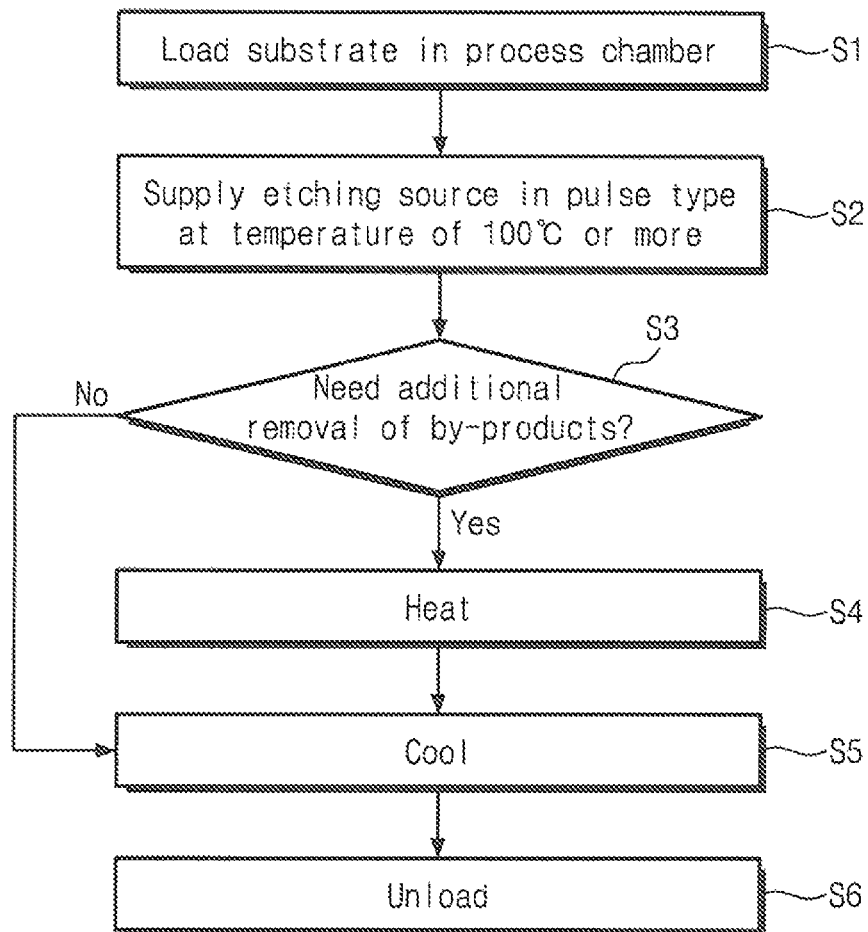 Load substrate in process chamber
S1
Supply etching source in pulse type
at temperature of 100℃ or more
S2
S3
Need additional
removal of by-products?
No
Yes
Heat
S4
Cool
S5
Unload
S6